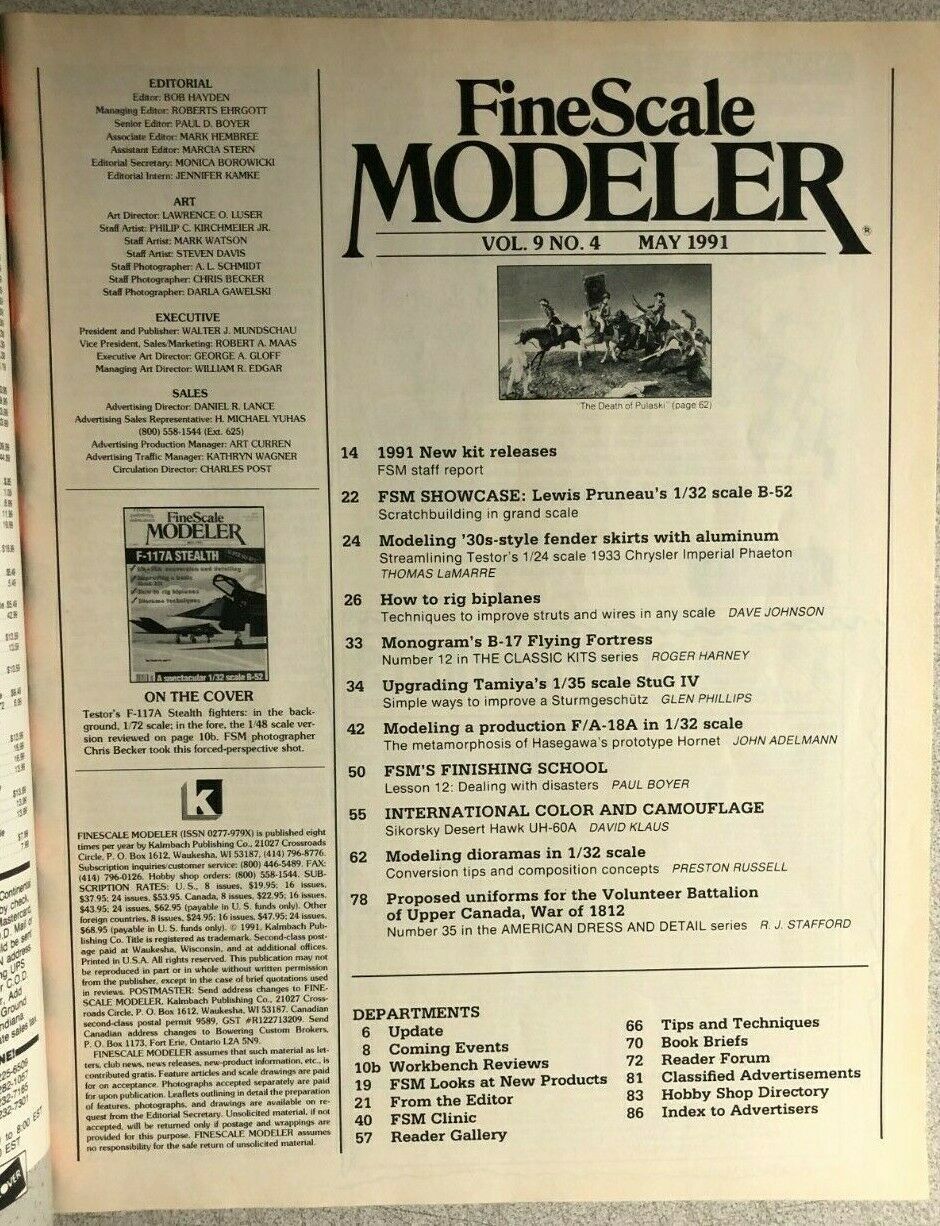 EDITORIAL
Editor: BOB HAYDEN
Managing Editor: ROBERTS EHRGOTT
Senior Editor: PAUL D. BOYER
Associate Editor: MARK HEMBREE
Assistant Editor: MARCIA STERN
Editorial Secretary: MONICA BOROWICKI
Editorial Intern: JENNIFER KAMKE
ART
Art Director: LAWRENCE O. LUSER
Staff Artist: PHILIP C. KIRCHMEIER JR.
Staff Artist: MARK WATSON
Staff Artist: STEVEN DAVIS
Staff Photographer: A. L. SCHMIDT
Staff Photographer: CHRIS BECKER
Staff Photographer: DARLA GAWELSKI
EXECUTIVE
President and Publisher: WALTER J. MUNDSCHAU
Vice President, Sales/Marketing: ROBERT A. MAAS
Executive Art Director: GEORGE A. GLOFF
Managing Art Director: WILLIAM R. EDGAR
SALES
Advertising Director: DANIEL R. LANCE
Advertising Sales Representative: H. MICHAEL YUHAS
(800) 558-1544 (Ext. 625)
Advertising Production Manager: ART CURREN
Advertising Traffic Manager: KATHRYN WAGNER
Circulation Director: CHARLES POST
FineScale
MODELER
F-117A STEALTH
How to rig biplanes
Diorama techniques
A spectacular 1/32 scale B-52
ON THE COVER
Testor's F-117A Stealth fighters: in the back-
ground, 1/72 scale; in the fore, the 1/48 scale ver-
sion reviewed on page 10b. FSM photographer
Chris Becker took this forced-perspective shot.
k
FINESCALE MODELER (ISSN 0277-979X) is published eight
times per year by Kalmbach Publishing Co., 21027 Crossroads
Circle, P. O. Box 1612, Waukesha, WI 53187, (414) 796-8776.
Subscription inquiries/customer service: (800) 446-5489. FAX:
(414) 796-0126. Hobby shop orders: (800) 558-1544. SUB-
SCRIPTION RATES: U. S., 8 issues, $19.95; 16 issues,
$37.95; 24 issues, $53.95. Canada, 8 issues, $22.95; 16 issues,
$43.95; 24 issues, $62.95 (payable in U. S. funds only). Other
foreign countries, 8 issues, $24.95; 16 issues, $47.95; 24 issues,
$68.95 (payable in U. S. funds only). © 1991, Kalmbach Pub-
lishing Co. Title is registered as trademark. Second-class post-
age paid at Waukesha, Wisconsin, and at additional offices.
Printed in U.S.A. All rights reserved. This publication may not
be reproduced in part or in whole without written permission
from the publisher, except in the case of brief quotations used
in reviews. POSTMASTER: Send address changes to FINE-
SCALE MODELER, Kalmbach Publishing Co., 21027 Cross-
roads Circle, P. O. Box 1612, Waukesha, WI 53187. Canadian
second-class postal permit 9589, GST #R122713209. Send
Canadian address changes to Bowering Custom Brokers,
P. O. Box 1173, Fort Erie, Ontario L2A 5N9.
FINESCALE MODELER assumes that such material as let-
ters, club news, news releases, new-product information, etc., is
contributed gratis. Feature articles and scale drawings are paid
for on acceptance. Photographs accepted separately are paid
for upon publication. Leaflets outlining in detail the preparation
of features, photographs, and drawings are available on re-
quest from the Editorial Secretary. Unsolicited material, if not
accepted, will be returned only if postage and wrappings are
provided for this purpose. FINESCALE MODELER assumes
no responsibility for the safe return of unsolicited material.
FineScale
MODELER®
VOL. 9 NO. 4 MAY 1991
"The Death of Pulaski" (page 62)
14 1991 New kit releases
FSM staff report
22 FSM SHOWCASE: Lewis Pruneau's 1/32 scale B-52
Scratchbuilding in grand scale
24 Modeling '30s-style fender skirts with aluminum
Streamlining Testor's 1/24 scale 1933 Chrysler Imperial Phaeton
THOMAS LaMARRE
26 How to rig biplanes
Techniques to improve struts and wires in any scale DAVE JOHNSON
33 Monogram's B-17 Flying Fortress
Number 12 in THE CLASSIC KITS series ROGER HARNEY
34 Upgrading Tamiya's 1/35 scale StuG IV
Simple ways to improve a Sturmgeschütz GLEN PHILLIPS
42 Modeling a production F/A-18A in 1/32 scale
The metamorphosis of Hasegawa's prototype Hornet JOHN ADELMANN
50 FSM'S FINISHING SCHOOL
Lesson 12: Dealing with disasters PAUL BOYER
55 INTERNATIONAL COLOR AND CAMOUFLAGE
Sikorsky Desert Hawk UH-60A DAVID KLAUS
62 Modeling dioramas in 1/32 scale
Conversion tips and composition concepts PRESTON RUSSELL
78 Proposed uniforms for the Volunteer Battalion
of Upper Canada, War of 1812
Number 35 in the AMERICAN DRESS AND DETAIL series R. J. STAFFORD
DEPARTMENTS
6 Update
8 Coming Events
10b Workbench Reviews
19 FSM Looks at New Products
21 From the Editor
40 FSM Clinic
57 Reader Gallery
66 Tips and Techniques
70 Book Briefs
72 Reader Forum
81 Classified Advertisements
83 Hobby Shop Directory
86 Index to Advertisers